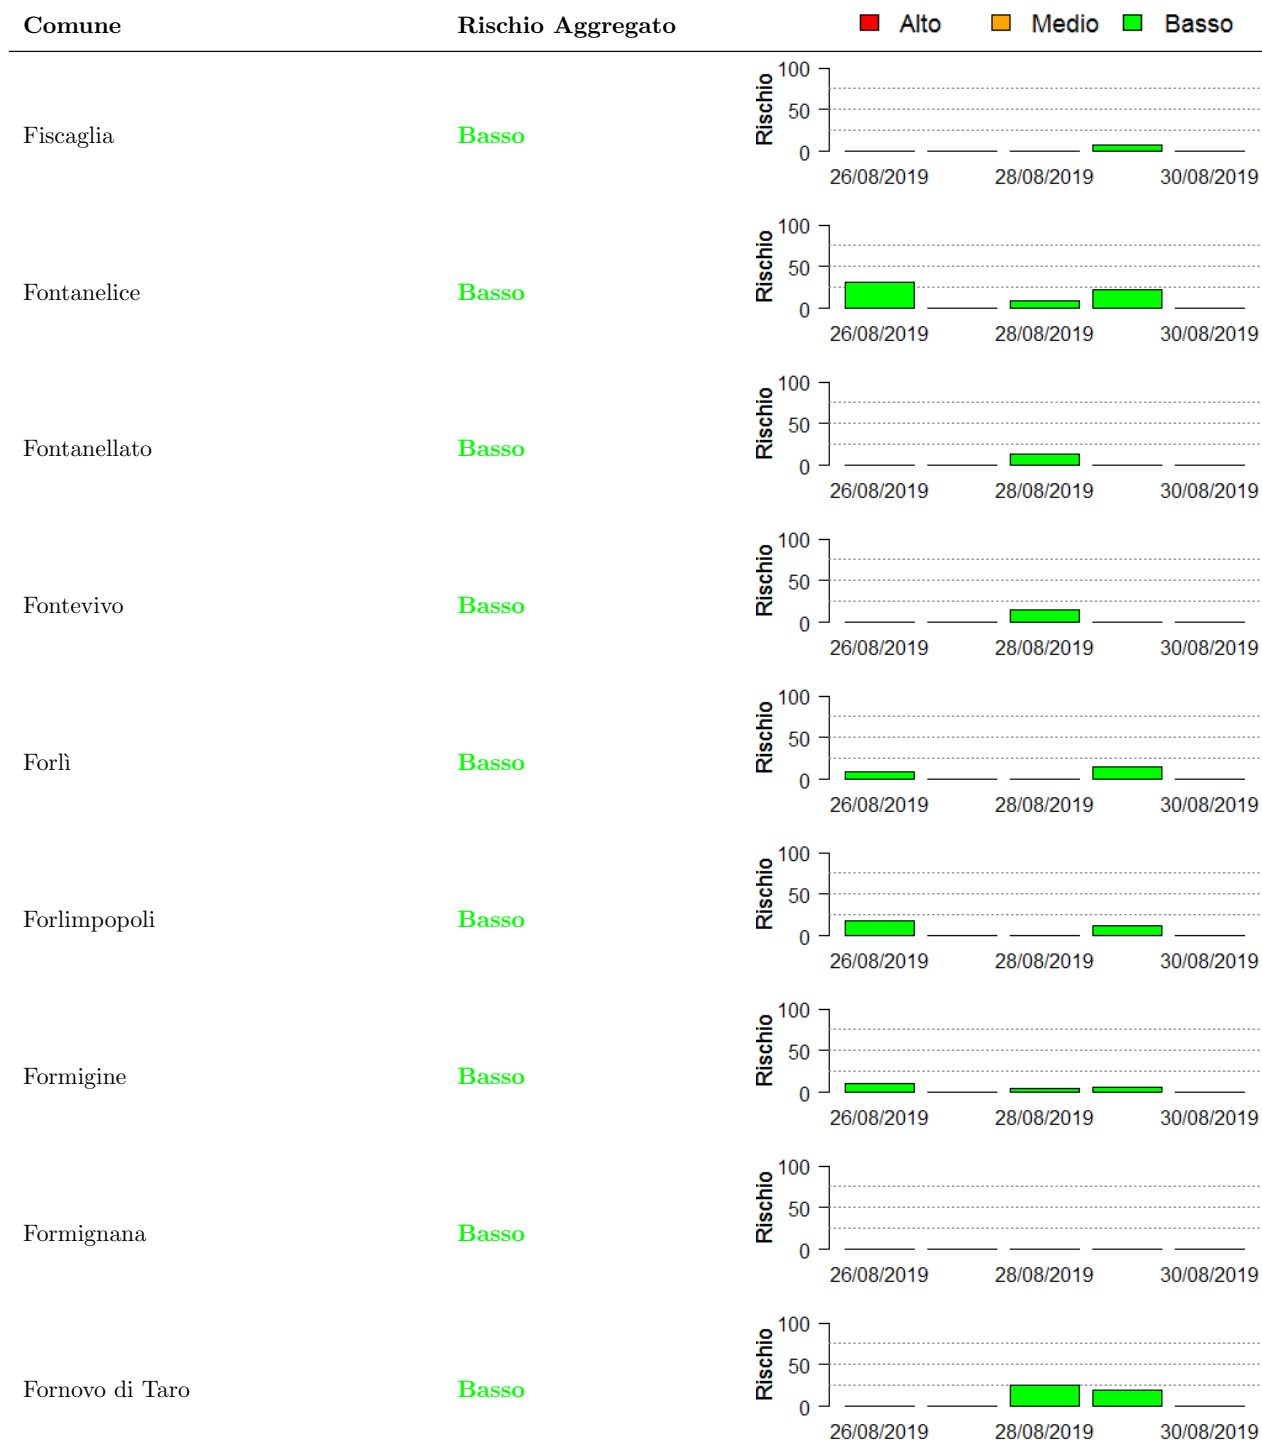 Comune Rischio Aggregato Alto Medio Basso
Fiscaglia Basso Rischio 100 50 0
26/08/2019 28/08/2019 30/08/2019
Fontanelice Basso Rischio 100 50 0
26/08/2019 28/08/2019 30/08/2019
Fontanellato Basso Rischio 100 50 0
26/08/2019 28/08/2019 30/08/2019
Fontevivo Basso Rischio 100 50 0
26/08/2019 28/08/2019 30/08/2019
Forlì Basso Rischio 100 50 0
26/08/2019 28/08/2019 30/08/2019
Forlimpopoli Basso Rischio 100 50 0
26/08/2019 28/08/2019 30/08/2019
Formigine Basso Rischio 100 50 0
26/08/2019 28/08/2019 30/08/2019
Formignana Basso Rischio 100 50 0
26/08/2019 28/08/2019 30/08/2019
Fornovo di Taro Basso Rischio 100 50 0
26/08/2019 28/08/2019 30/08/2019